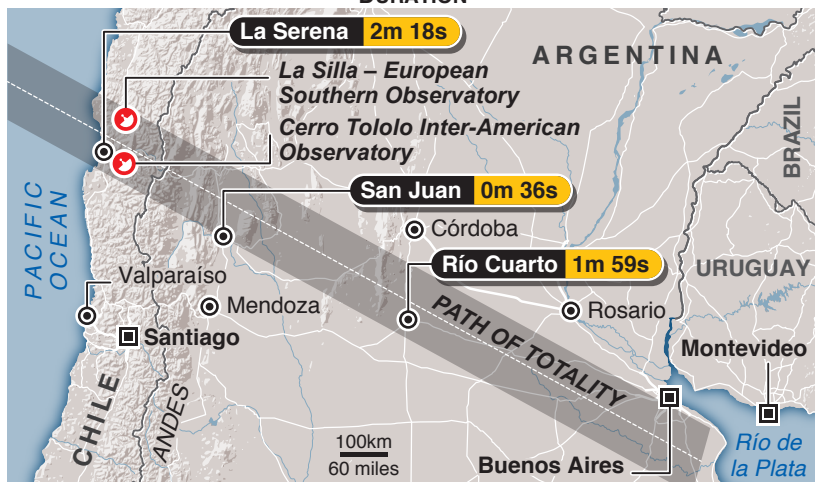 DURATION
La Serena 2m 18s
ARGENTINA
La Silla – European
Southern Observatory
Cerro Tololo Inter-American
Observatory
BRAZIL
PACIFIC
OCEAN
San Juan 0m 36s
Córdoba
Río Cuarto 1m 59s
URUGUAY
Valparaíso
Mendoza
PATH OF TOTALITY
Rosario
Santiago
Montevideo
CHILE
ANDES
100km
60 miles
Buenos Aires
Río de
la Plata